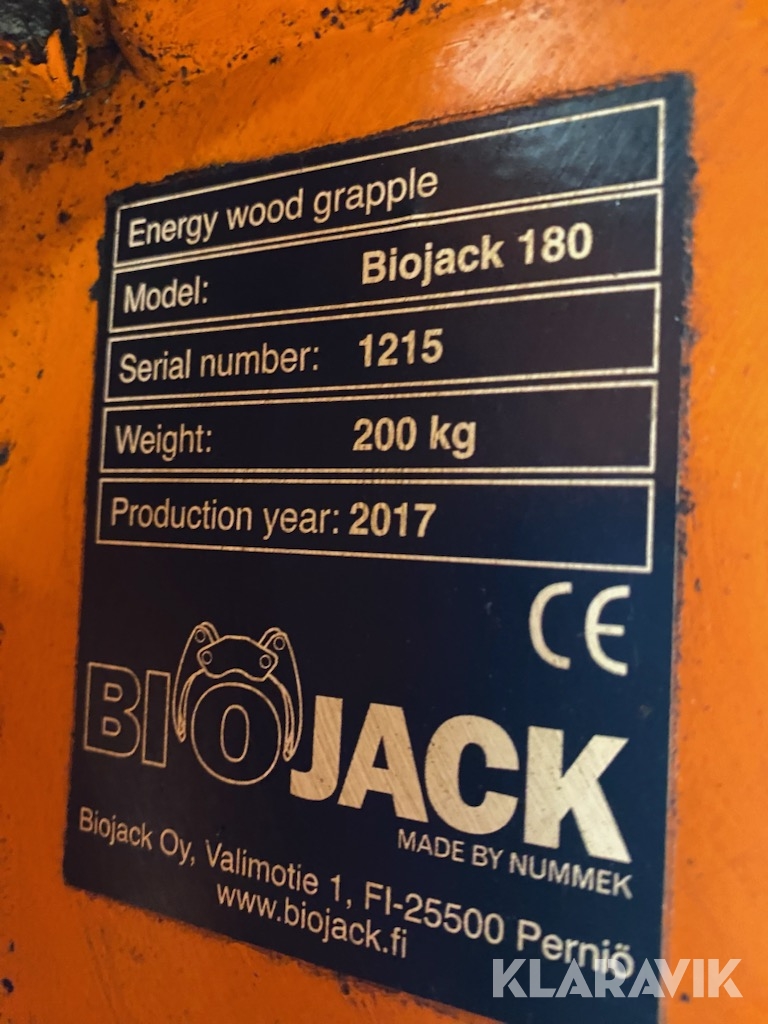 Energy wood grapple
Model: Biojack 180
Serial number: 1215
Weight: 200 kg
Production year: 2017
CE
BIOJACK
MADE BY NUMMEK
Biojack Oy, Valimotie 1, FI-25500 Perniö
www.biojack.fi
KLARAVIK